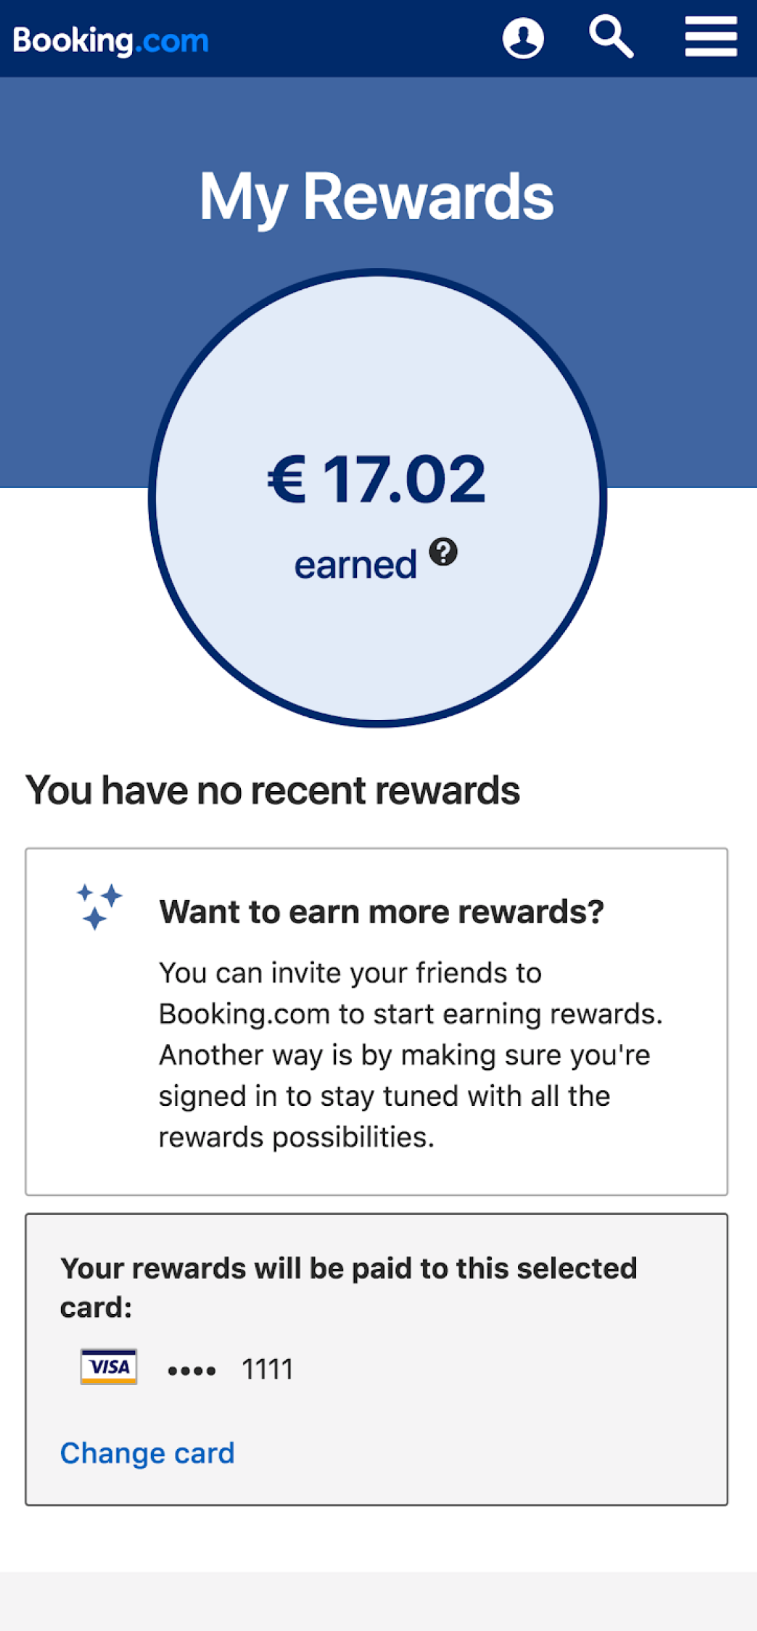 Booking.com
My Rewards
€ 17.02
earned ?
You have no recent rewards
Want to earn more rewards?
You can invite your friends to
Booking.com to start earning rewards.
Another way is by making sure you're
signed in to stay tuned with all the
rewards possibilities.
Your rewards will be paid to this selected
card:
VISA •••• 1111
Change card